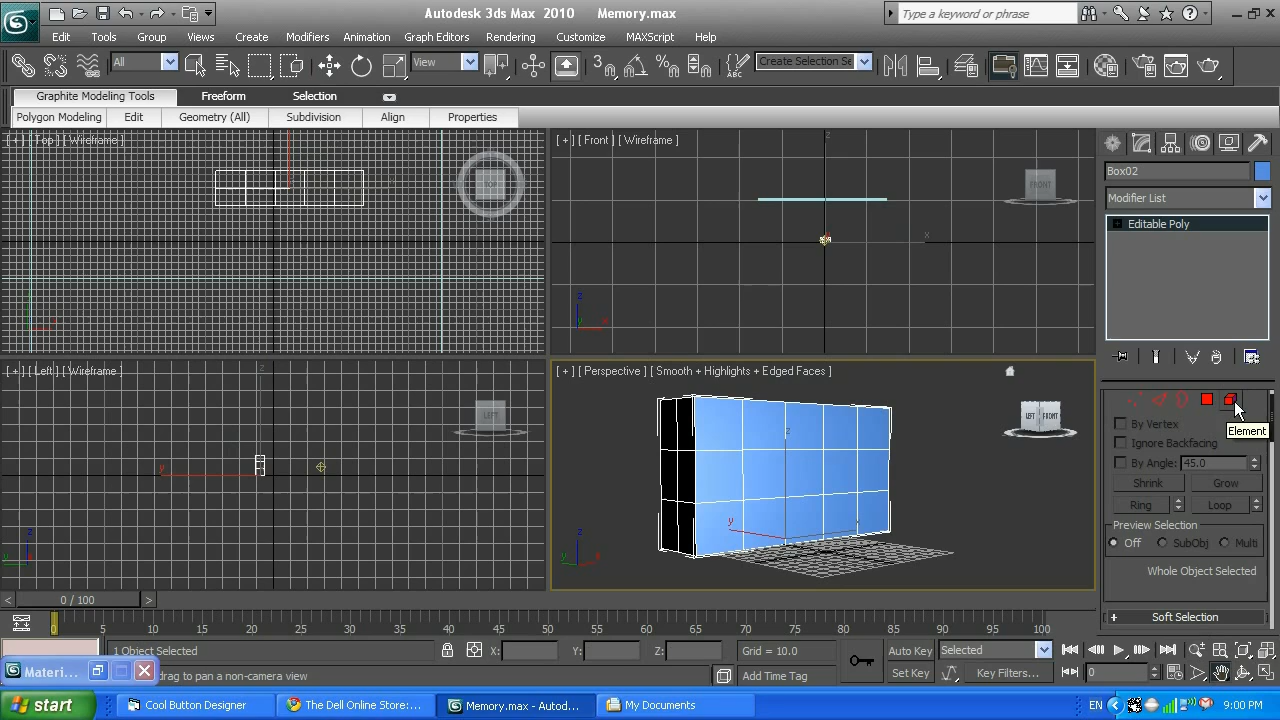 Autodesk 3ds Max 2010 Memory.max
Type a keyword or phrase
Edit Tools Group Views Create Modifiers Animation Graph Editors Rendering Customize MAXScript Help
All View 3 Create Selection Se
Graphite Modeling Tools Freeform Selection
Polygon Modeling Edit Geometry (All) Subdivision Align Properties
[ + ] [ Top ] [ Wireframe ]
TOP
[ + ] [ Front ] [ Wireframe ]
FRONT
z
x
z
x
Box02
Modifier List
Editable Poly
[ + ] [ Left ] [ Wireframe ]
LEFT
z
y
z
y
[ + ] [ Perspective ] [ Smooth + Highlights + Edged Faces ]
LEFT FRONT
z
y
x
z
y
x
Element
By Vertex
Ignore Backfacing
By Angle: 45.0
Shrink Grow
Ring Loop
Preview Selection
Off SubObj Multi
Whole Object Selected
+ Soft Selection
< 0 / 100 >
0 5 10 15 20 25 30 35 40 45 50 55 60 65 70 75 80 85 90 95 100
1 Object Selected X: Y: Z: Grid = 10.0 Auto Key Selected
Materi... drag to pan a non-camera view Add Time Tag Set Key Key Filters... 0
start Cool Button Designer The Dell Online Store:... Memory.max - Autod... My Documents EN 9:00 PM